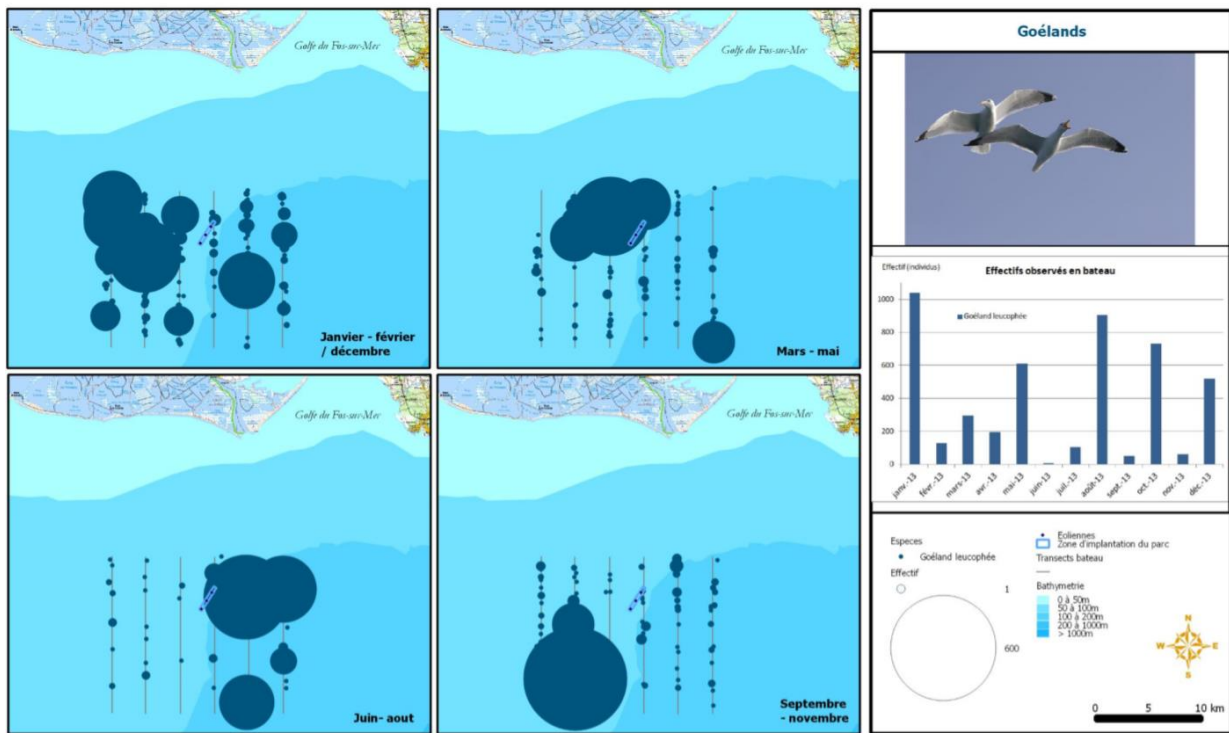 Golfe du Fos-sur-Mer
Janvier - février
/ décembre
Golfe du Fos-sur-Mer
Mars - mai
Golfe du Fos-sur-Mer
Juin- aout
Golfe du Fos-sur-Mer
Septembre
- novembre
Goélands
Effectif (individus)
Effectifs observés en bateau
1000
800
600
400
200
0
Goéland leucophée
janv.-13
févr.-13
mars-13
avr.-13
mai-13
juin-13
juil.-13
août-13
sept.-13
oct.-13
nov.-13
déc.-13
Especes
Goéland leucophée
Effectif
1
600
Eoliennes
Zone d'implantation du parc
Transects bateau
Bathymetrie
0 à 50m
50 à 100m
100 à 200m
200 à 1000m
> 1000m
N
W E
S
0 5 10 km